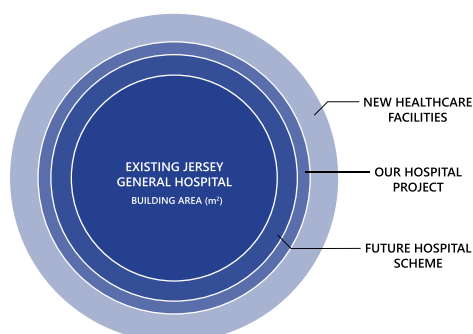 EXISTING JERSEY
GENERAL HOSPITAL
BUILDING AREA (m²)
NEW HEALTHCARE
FACILITIES
OUR HOSPITAL
PROJECT
FUTURE HOSPITAL
SCHEME